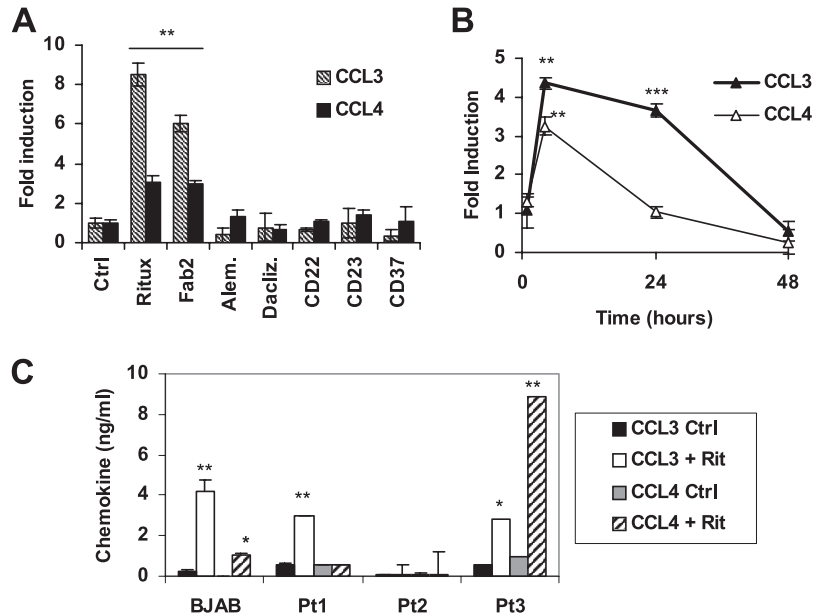 A
**
10
8
6
4
2
0
Fold induction
CCL3
CCL4
Ctrl
Ritux
Fab2
Alem.
Dacliz.
CD22
CD23
CD37
B
5
4
3
2
1
0
Fold Induction
**
***
**
CCL3
CCL4
0 24 48
Time (hours)
C
10
8
6
4
2
0
Chemokine (ng/ml)
**
*
**
*
**
BJAB Pt1 Pt2 Pt3
CCL3 Ctrl
CCL3 + Rit
CCL4 Ctrl
CCL4 + Rit